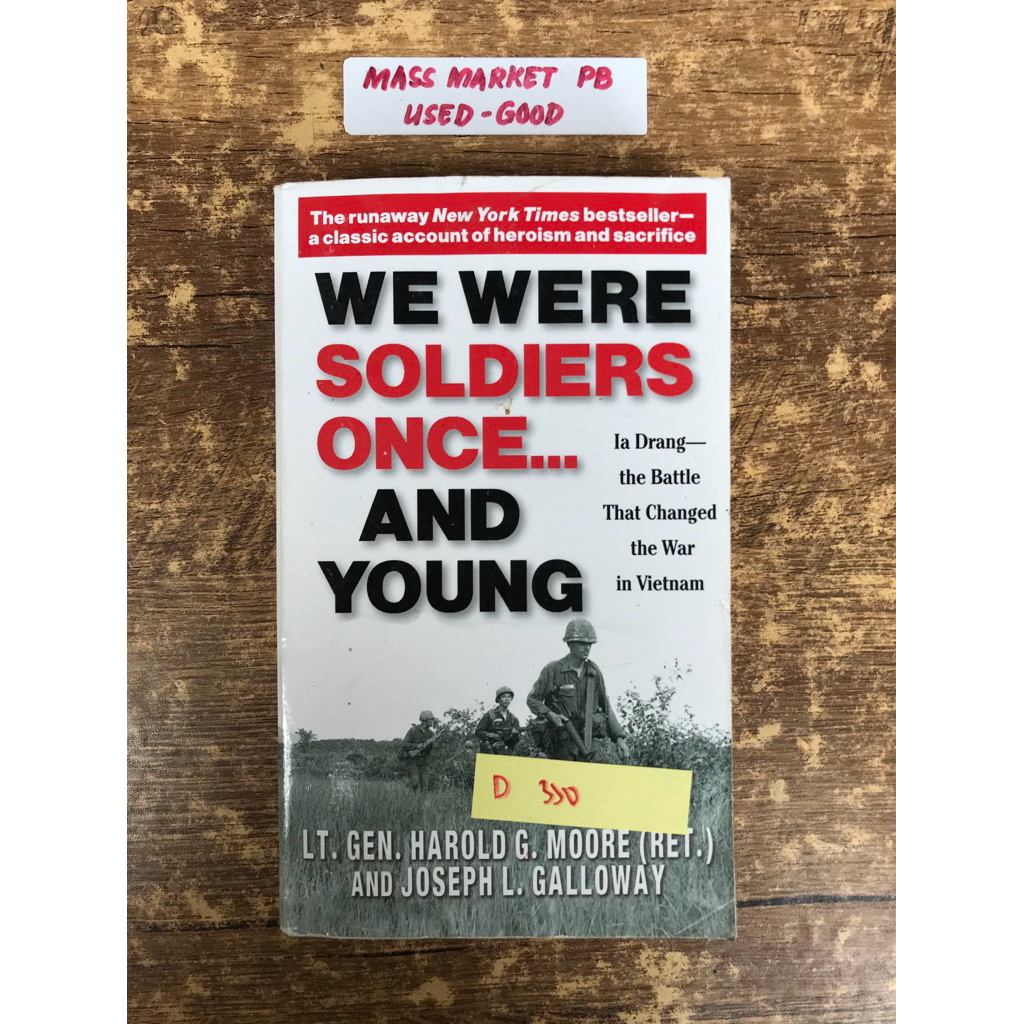 MASS MARKET PB
USED - GOOD
The runaway New York Times bestseller—
a classic account of heroism and sacrifice
WE WERE
SOLDIERS
ONCE...
AND
YOUNG
Ia Drang—
the Battle
That Changed
the War
in Vietnam
D 330
LT. GEN. HAROLD G. MOORE (RET.)
AND JOSEPH L. GALLOWAY